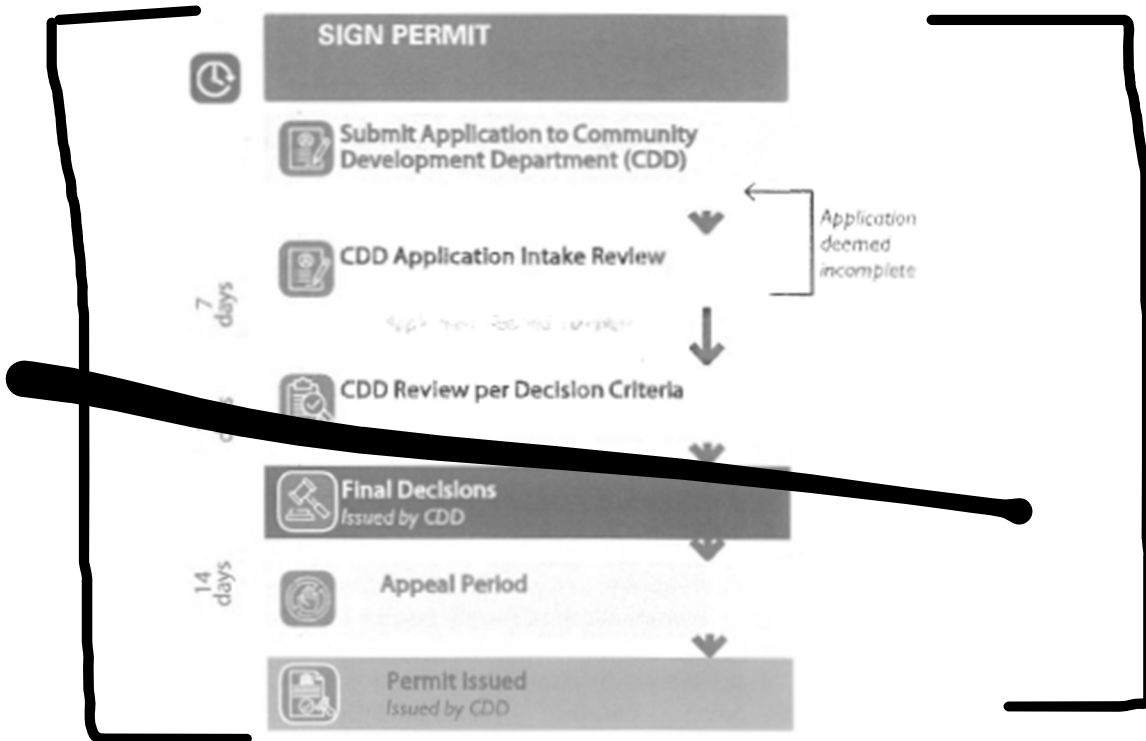 SIGN PERMIT
Submit Application to Community
Development Department (CDD)
Application
deemed
incomplete
CDD Application Intake Review
7
days
CDD Review per Decision Criteria
Final Decisions
Issued by CDD
14
days
Appeal Period
Permit Issued
Issued by CDD